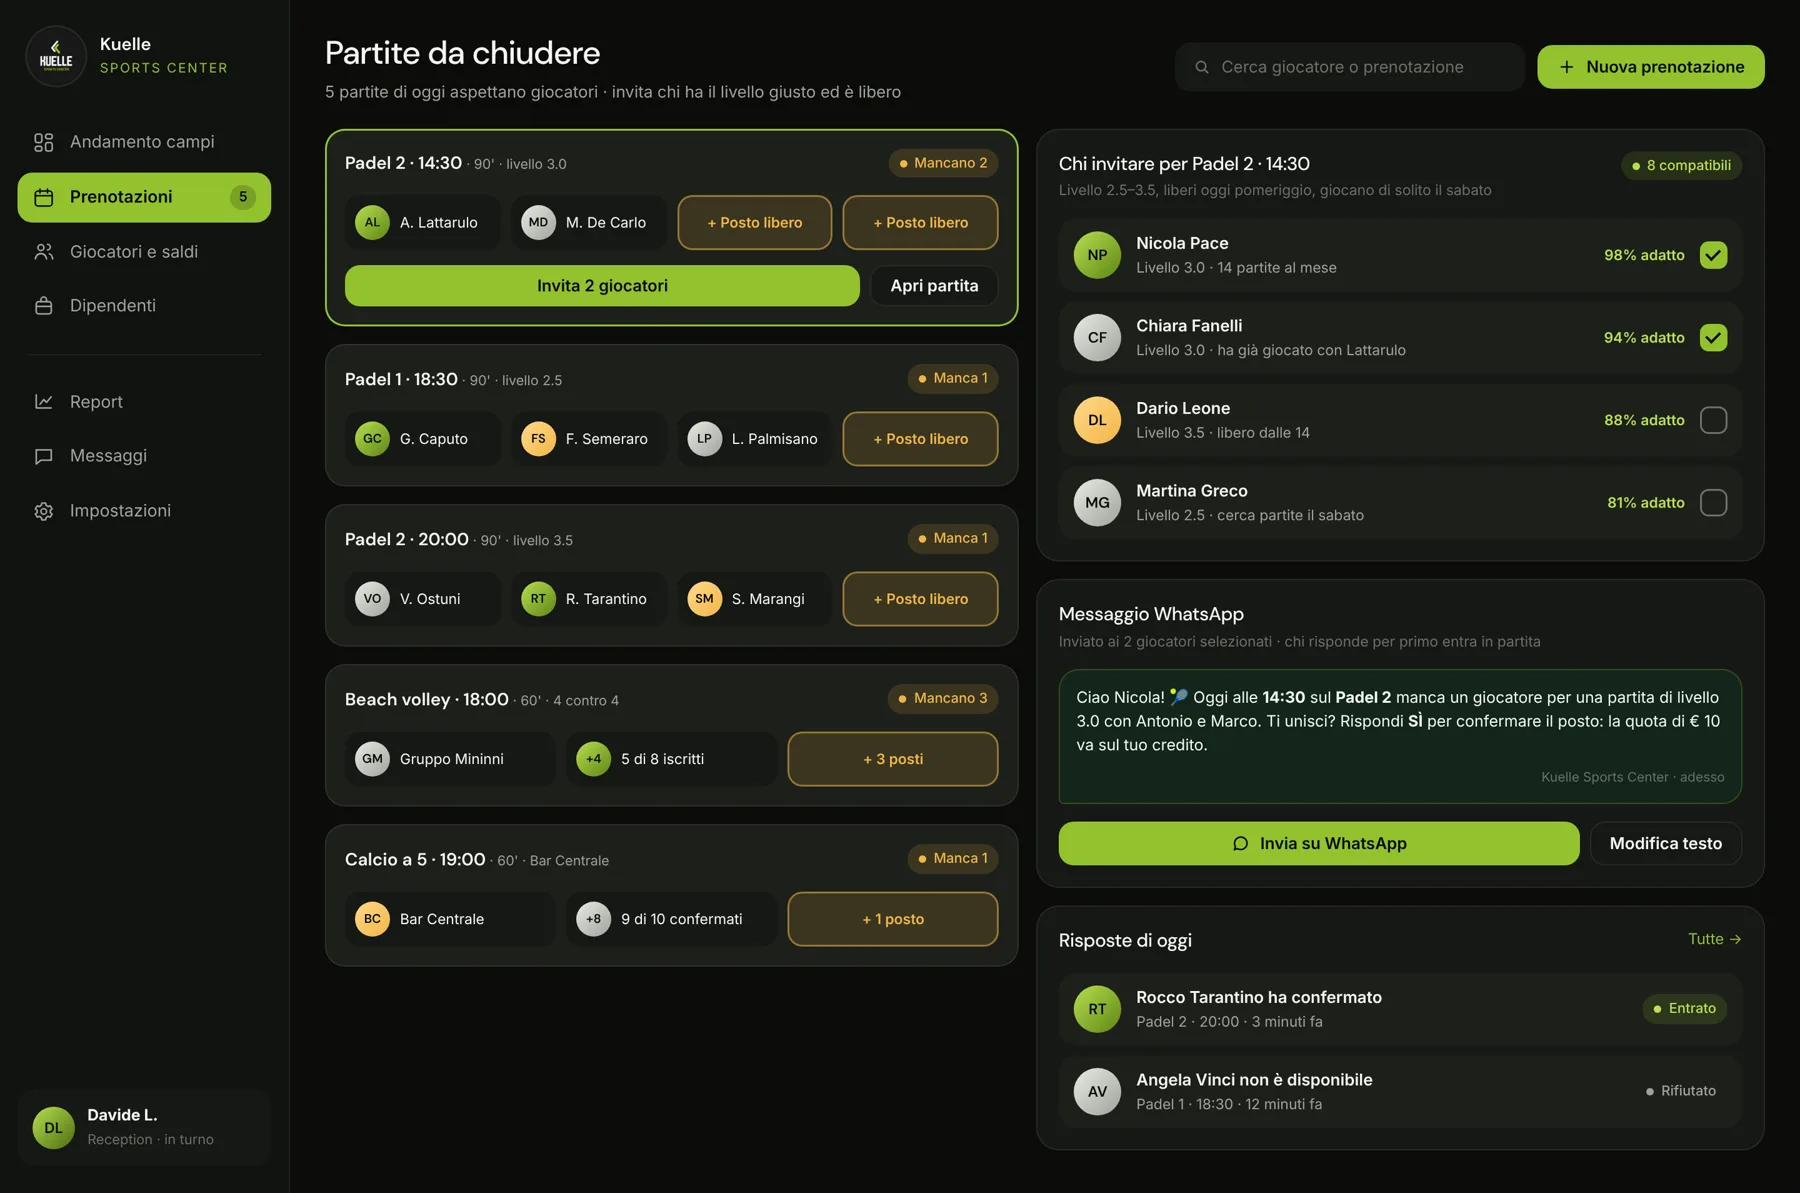 KUELLE
Kuelle
SPORTS CENTER
Andamento campi
Prenotazioni 5
Giocatori e saldi
Dipendenti
Report
Messaggi
Impostazioni
DL
Davide L.
Reception · in turno
Partite da chiudere
5 partite di oggi aspettano giocatori · invita chi ha il livello giusto ed è libero
Cerca giocatore o prenotazione
+ Nuova prenotazione
Padel 2 · 14:30 · 90' · livello 3.0
Mancano 2
AL A. Lattarulo
MD M. De Carlo
+ Posto libero
+ Posto libero
Invita 2 giocatori
Apri partita
Padel 1 · 18:30 · 90' · livello 2.5
Manca 1
GC G. Caputo
FS F. Semeraro
LP L. Palmisano
+ Posto libero
Padel 2 · 20:00 · 90' · livello 3.5
Manca 1
VO V. Ostuni
RT R. Tarantino
SM S. Marangi
+ Posto libero
Beach volley · 18:00 · 60' · 4 contro 4
Mancano 3
GM Gruppo Mininni
+4 5 di 8 iscritti
+ 3 posti
Calcio a 5 · 19:00 · 60' · Bar Centrale
Manca 1
BC Bar Centrale
+8 9 di 10 confermati
+ 1 posto
Chi invitare per Padel 2 · 14:30
8 compatibili
Livello 2.5–3.5, liberi oggi pomeriggio, giocano di solito il sabato
NP
Nicola Pace
Livello 3.0 · 14 partite al mese
98% adatto
CF
Chiara Fanelli
Livello 3.0 · ha già giocato con Lattarulo
94% adatto
DL
Dario Leone
Livello 3.5 · libero dalle 14
88% adatto
MG
Martina Greco
Livello 2.5 · cerca partite il sabato
81% adatto
Messaggio WhatsApp
Inviato ai 2 giocatori selezionati · chi risponde per primo entra in partita
Ciao Nicola! 🎾 Oggi alle 14:30 sul Padel 2 manca un giocatore per una partita di livello
3.0 con Antonio e Marco. Ti unisci? Rispondi SÌ per confermare il posto: la quota di € 10
va sul tuo credito.
Kuelle Sports Center · adesso
Invia su WhatsApp
Modifica testo
Risposte di oggi
Tutte →
RT
Rocco Tarantino ha confermato
Padel 2 · 20:00 · 3 minuti fa
Entrato
AV
Angela Vinci non è disponibile
Padel 1 · 18:30 · 12 minuti fa
Rifiutato